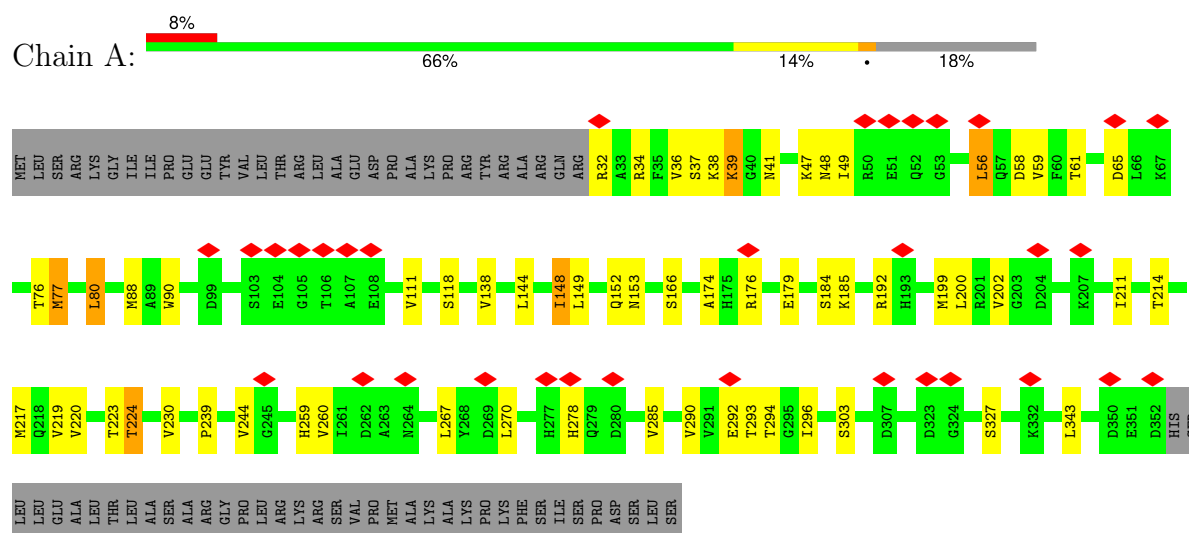 8%
Chain A:
66% 14% • 18%
MET LEU SER ARG LYS GLY ILE ILE PRO GLU GLU TYR VAL LEU THR ARG LEU ALA GLU ASP PRO ALA LYS PRO ARG TYR ARG ALA ARG GLN ARG R32 A33 R34 F35 V36 S37 K38 K39 G40 N41 K47 N48 I49 R50 E51 Q52 G53 L56 Q57 D58 V59 F60 T61 D65 L66 K67
T76 M77 L80 M88 A89 W90 D99 S103 E104 G105 T106 A107 E108 V111 S118 V138 L144 I148 L149 Q152 N153 S166 A174 H175 R176 E179 S184 K185 R192 H193 M199 L200 R201 V202 G203 D204 K207 I211 T214
M217 Q218 V219 V220 T223 T224 V230 P239 V244 G245 H259 V260 I261 D262 A263 N264 L267 Y268 D269 L270 H277 H278 Q279 D280 V285 V290 V291 E292 T293 T294 G295 I296 S303 D307 D323 G324 S327 K332 L343 D350 E351 D352 HIS
LEU LEU GLU ALA LEU THR LEU ALA SER ALA ARG GLY PRO LEU ARG LYS ARG SER VAL PRO MET ALA LYS ALA LYS PRO LYS PHE SER ILE SER PRO ASP SER LEU SER